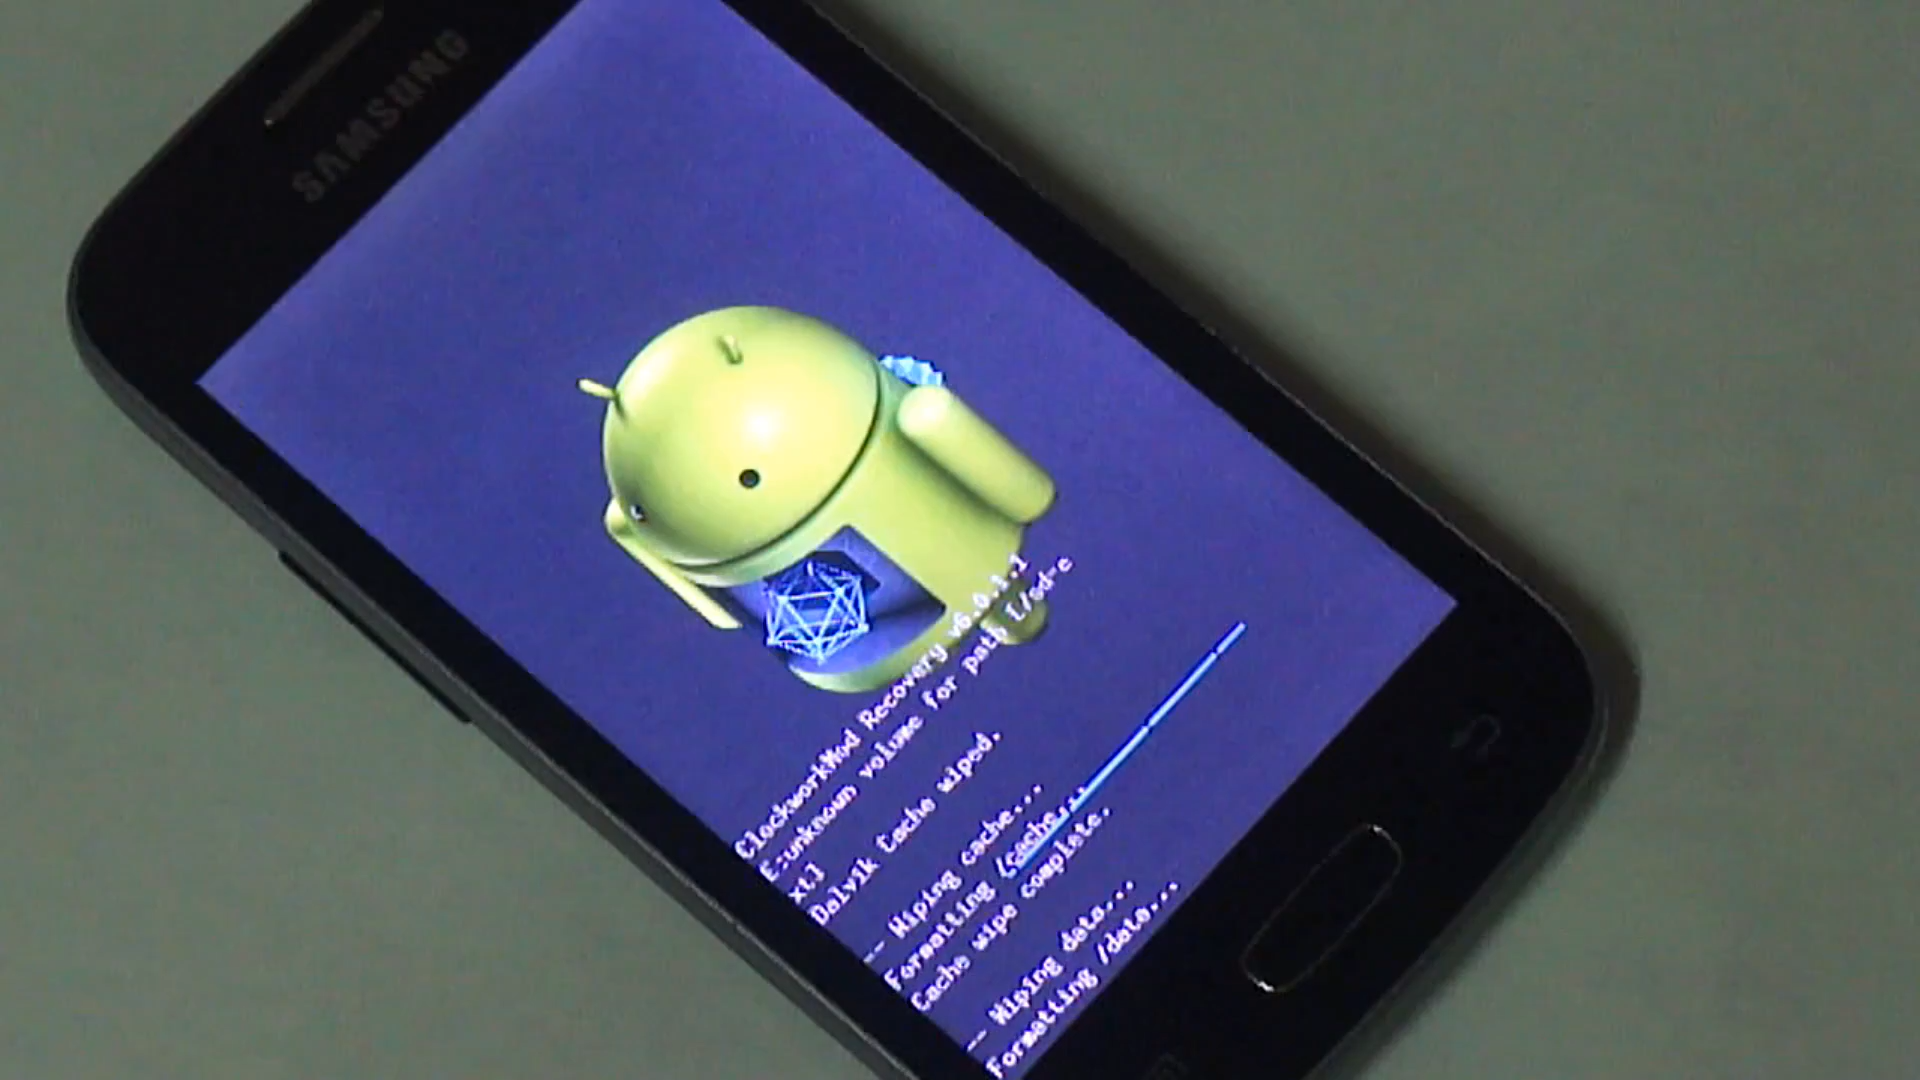 SAMSUNG
ClockworkMod Recovery v6.0.1.1
E:unknown volume for path [/sd-e
xt]
Dalvik Cache wiped.
-- Wiping cache...
Formatting /cache...
Cache wipe complete.
-- Wiping data...
Formatting /data...